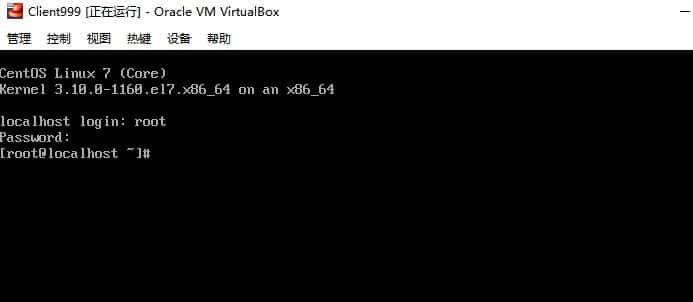 Client999 [正在运行] - Oracle VM VirtualBox
管理 控制 视图 热键 设备 帮助
CentOS Linux 7 (Core)
Kernel 3.10.0-1160.el7.x86_64 on an x86_64
localhost login: root
Password:
[root@localhost ~]#